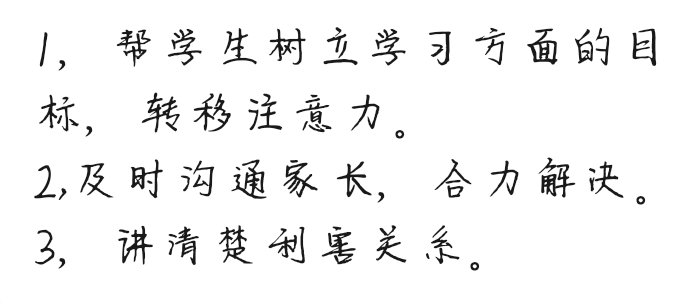 1, 帮学生树立学习方面的目
标, 转移注意力。
2,及时沟通家长, 合力解决。
3, 讲清楚利害关系。